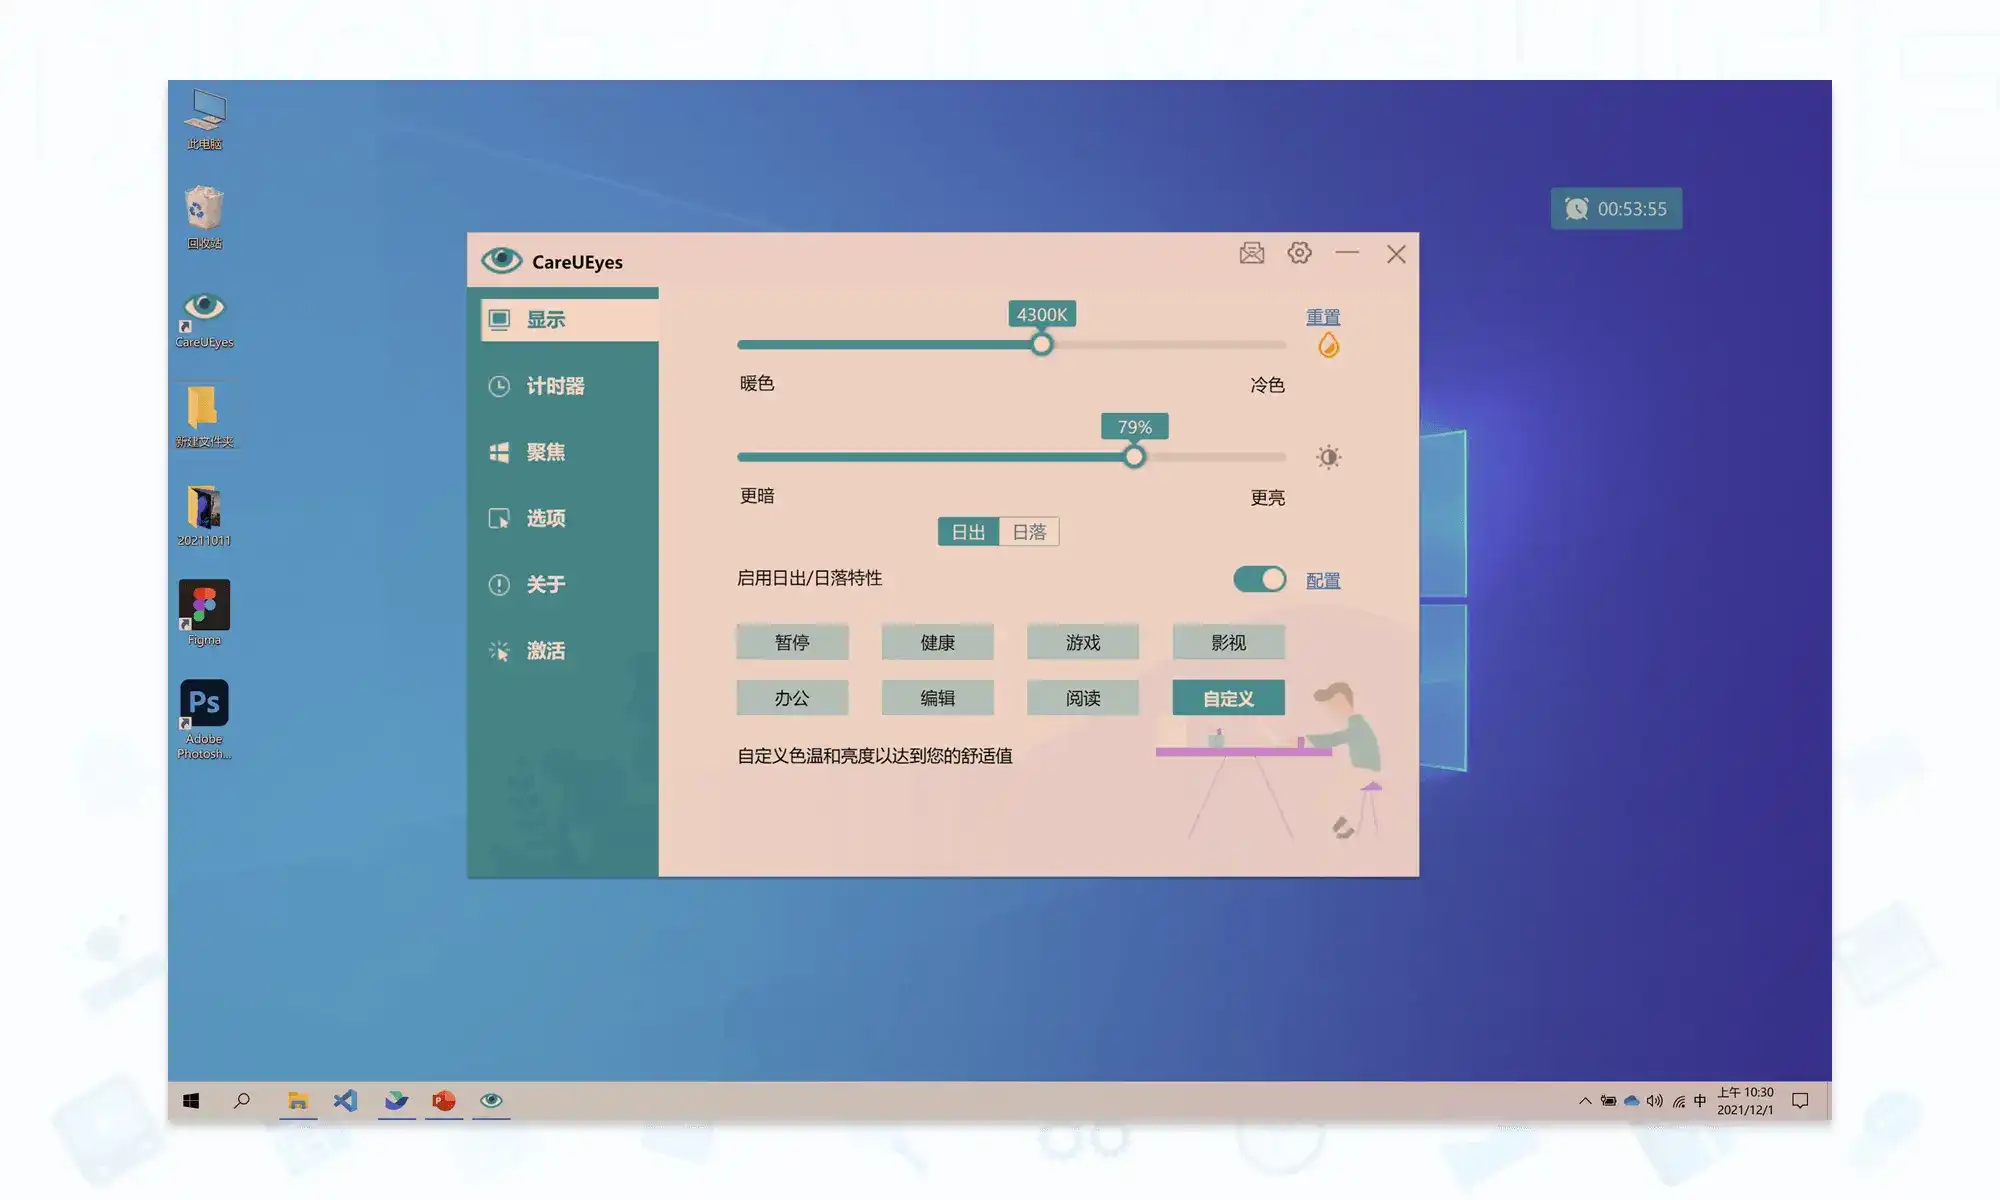 此电脑
回收站
CareUEyes
新建文件夹
20211011
Figma
Ps
Adobe
Photosh...
00:53:55
CareUEyes
显示
计时器
聚焦
选项
关于
激活
4300K
重置
暖色
冷色
79%
更暗
更亮
日出 日落
启用日出/日落特性
配置
暂停 健康 游戏 影视
办公 编辑 阅读 自定义
自定义色温和亮度以达到您的舒适值
中
上午 10:30
2021/12/1